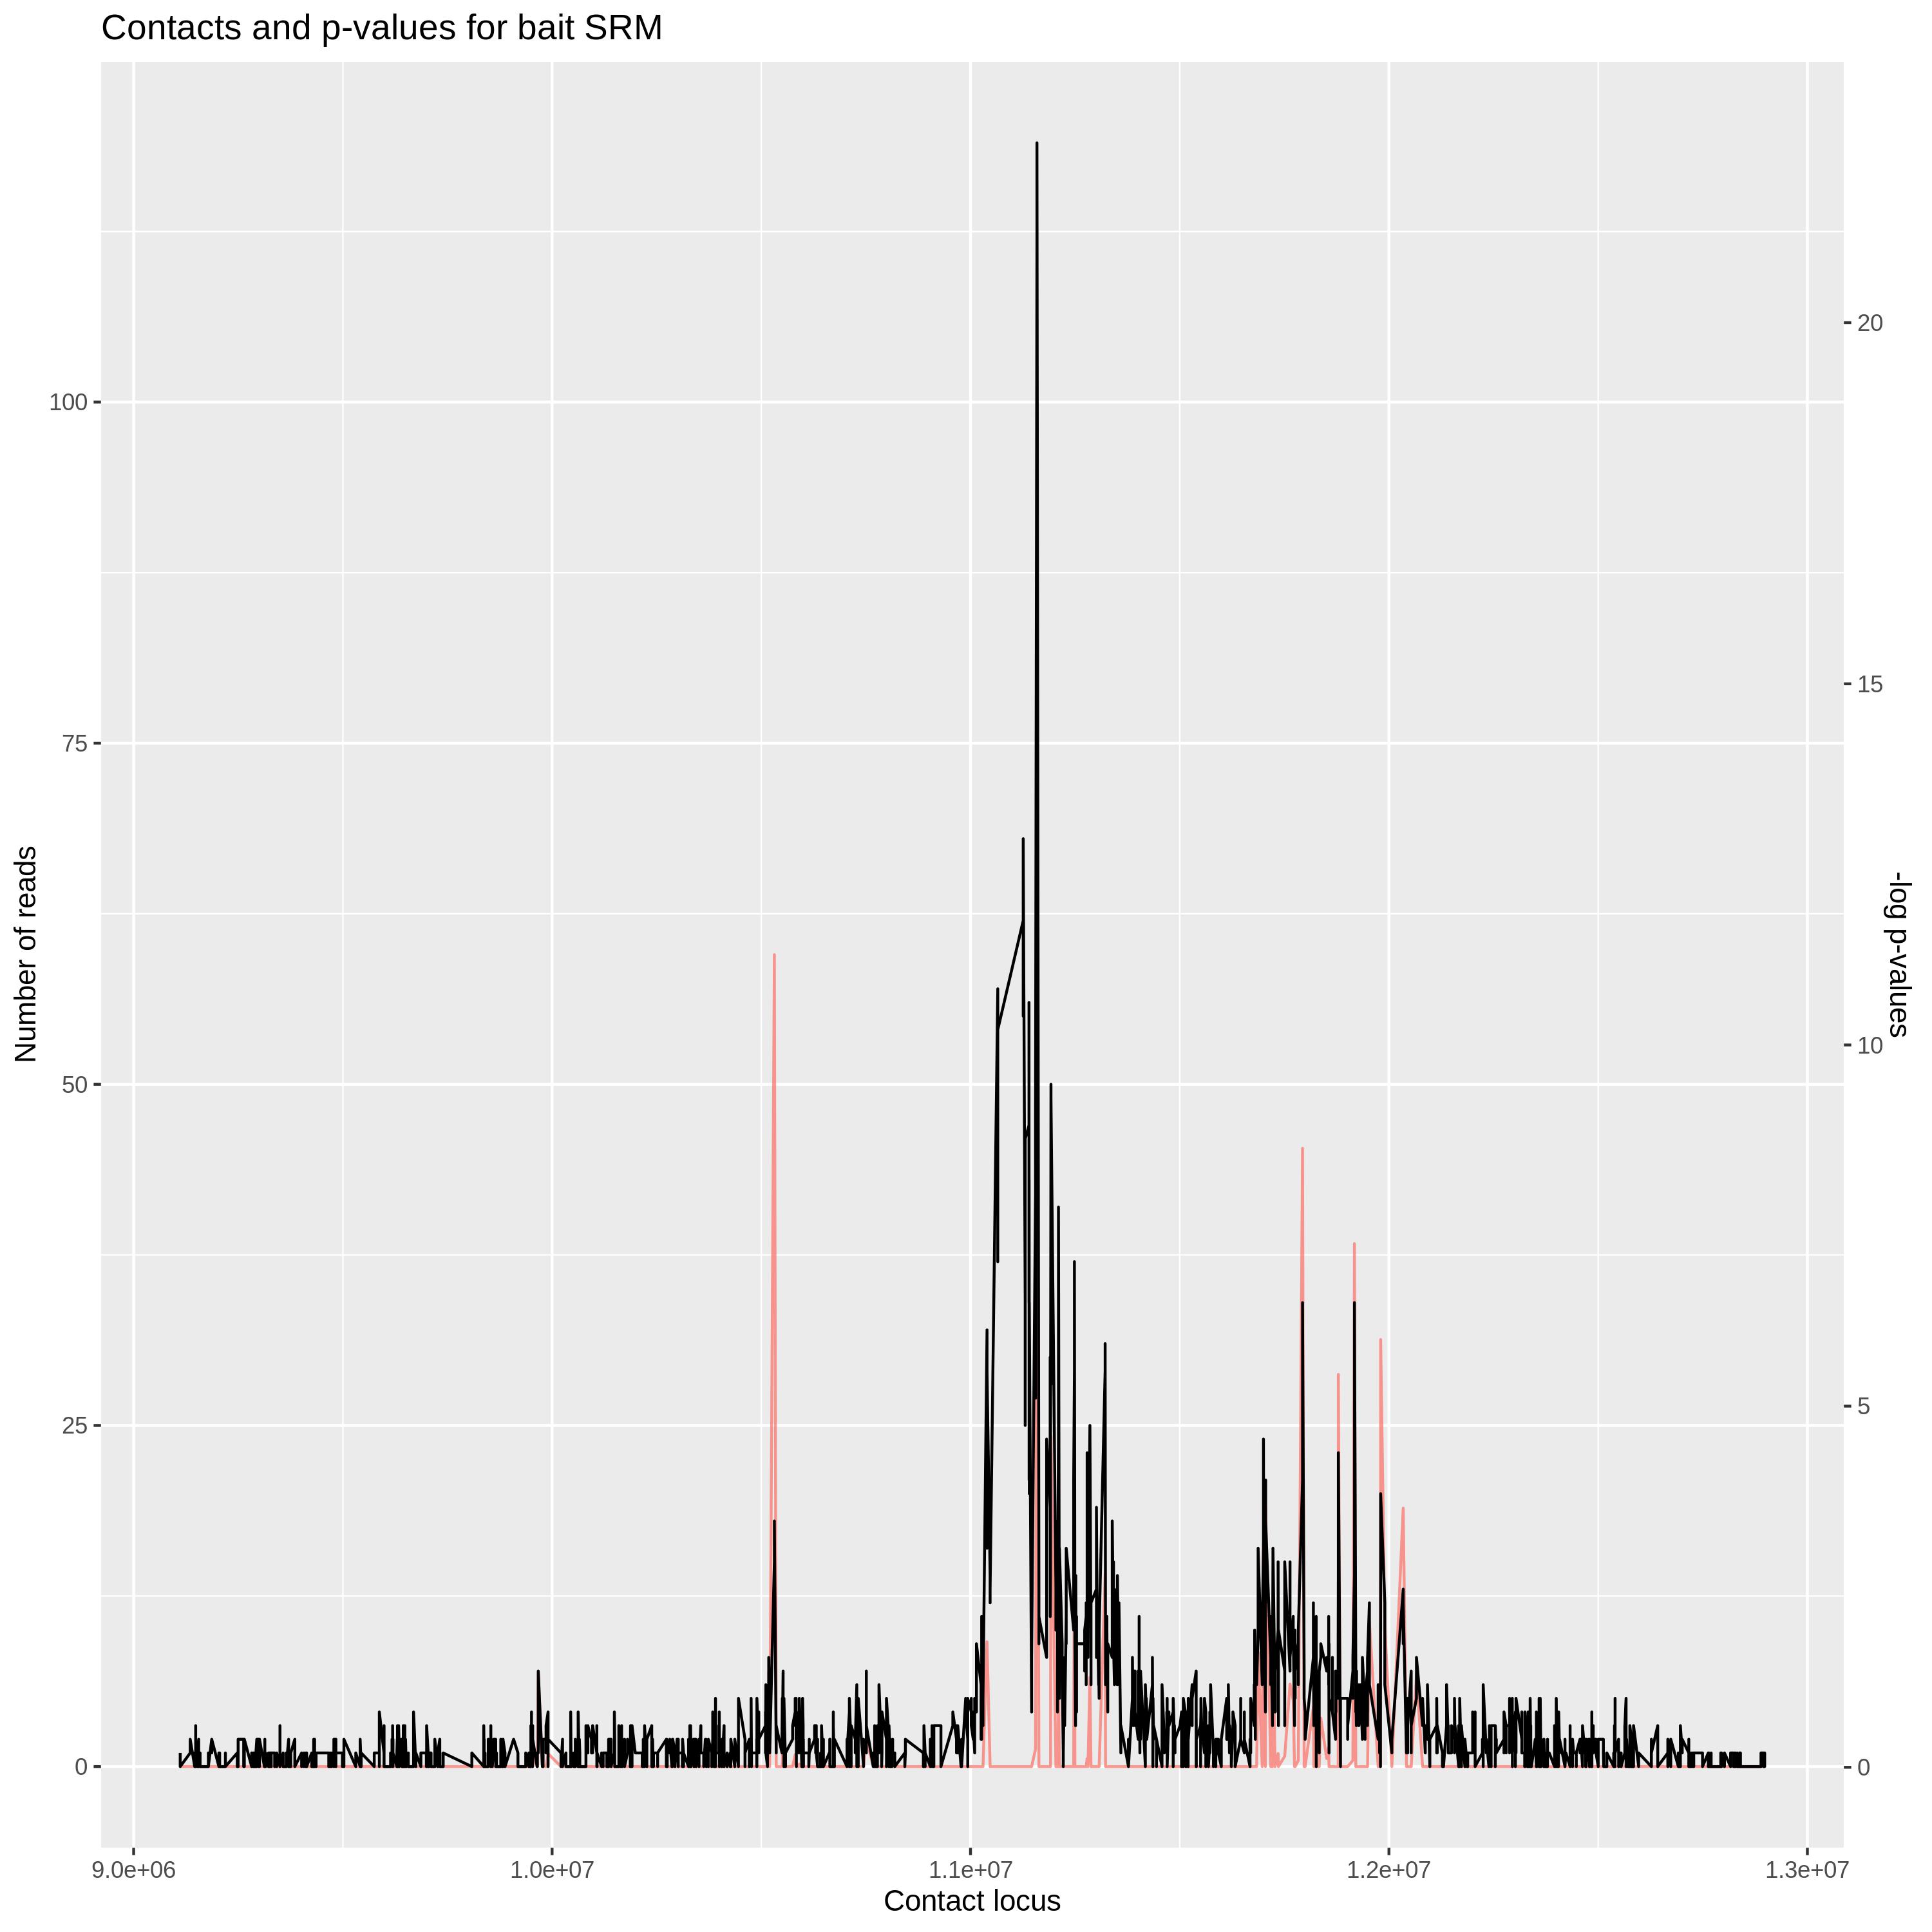 Contacts and p-values for bait SRM
Number of reads
100
75
50
25
0
20
15
10
5
0
-log p-values
9.0e+06
1.0e+07
1.1e+07
1.2e+07
1.3e+07
Contact locus